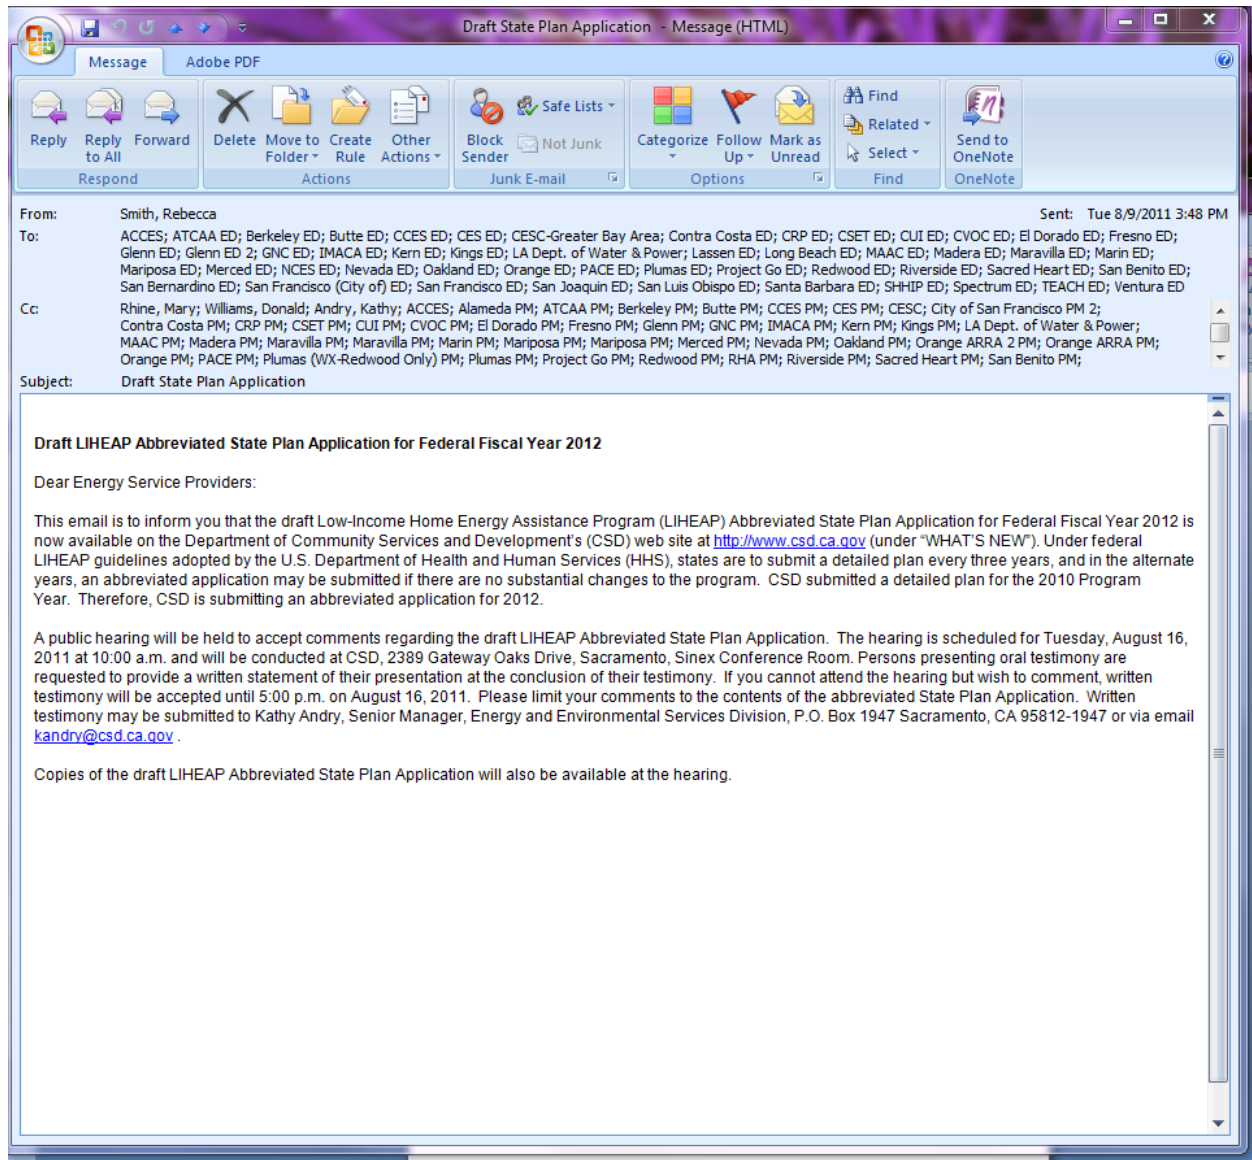 Draft State Plan Application - Message (HTML)
Message Adobe PDF
Reply Reply to All Forward
Respond
Delete Move to Folder Create Rule Other Actions
Actions
Block Sender Safe Lists Not Junk
Junk E-mail
Categorize Follow Up Mark as Unread
Options
Find Related Select
Find
Send to OneNote
OneNote
From: Smith, Rebecca Sent: Tue 8/9/2011 3:48 PM
To: ACCES; ATCAA ED; Berkeley ED; Butte ED; CCES ED; CES ED; CESC-Greater Bay Area; Contra Costa ED; CRP ED; CSET ED; CUI ED; CVOC ED; El Dorado ED; Fresno ED;
Glenn ED; Glenn ED 2; GNC ED; IMACA ED; Kern ED; Kings ED; LA Dept. of Water & Power; Lassen ED; Long Beach ED; MAAC ED; Madera ED; Maravilla ED; Marin ED;
Mariposa ED; Merced ED; NCES ED; Nevada ED; Oakland ED; Orange ED; PACE ED; Plumas ED; Project Go ED; Redwood ED; Riverside ED; Sacred Heart ED; San Benito ED;
San Bernardino ED; San Francisco (City of) ED; San Francisco ED; San Joaquin ED; San Luis Obispo ED; Santa Barbara ED; SHHIP ED; Spectrum ED; TEACH ED; Ventura ED
Cc: Rhine, Mary; Williams, Donald; Andry, Kathy; ACCES; Alameda PM; ATCAA PM; Berkeley PM; Butte PM; CCES PM; CES PM; CESC; City of San Francisco PM 2;
Contra Costa PM; CRP PM; CSET PM; CUI PM; CVOC PM; El Dorado PM; Fresno PM; Glenn PM; GNC PM; IMACA PM; Kern PM; Kings PM; LA Dept. of Water & Power;
MAAC PM; Madera PM; Maravilla PM; Maravilla PM; Marin PM; Mariposa PM; Mariposa PM; Merced PM; Nevada PM; Oakland PM; Orange ARRA 2 PM; Orange ARRA PM;
Orange PM; PACE PM; Plumas (WX-Redwood Only) PM; Plumas PM; Project Go PM; Redwood PM; RHA PM; Riverside PM; Sacred Heart PM; San Benito PM;
Subject: Draft State Plan Application
Draft LIHEAP Abbreviated State Plan Application for Federal Fiscal Year 2012
Dear Energy Service Providers:
This email is to inform you that the draft Low-Income Home Energy Assistance Program (LIHEAP) Abbreviated State Plan Application for Federal Fiscal Year 2012 is
now available on the Department of Community Services and Development's (CSD) web site at http://www.csd.ca.gov (under “WHAT'S NEW”). Under federal
LIHEAP guidelines adopted by the U.S. Department of Health and Human Services (HHS), states are to submit a detailed plan every three years, and in the alternate
years, an abbreviated application may be submitted if there are no substantial changes to the program. CSD submitted a detailed plan for the 2010 Program
Year. Therefore, CSD is submitting an abbreviated application for 2012.
A public hearing will be held to accept comments regarding the draft LIHEAP Abbreviated State Plan Application. The hearing is scheduled for Tuesday, August 16,
2011 at 10:00 a.m. and will be conducted at CSD, 2389 Gateway Oaks Drive, Sacramento, Sinex Conference Room. Persons presenting oral testimony are
requested to provide a written statement of their presentation at the conclusion of their testimony. If you cannot attend the hearing but wish to comment, written
testimony will be accepted until 5:00 p.m. on August 16, 2011. Please limit your comments to the contents of the abbreviated State Plan Application. Written
testimony may be submitted to Kathy Andry, Senior Manager, Energy and Environmental Services Division, P.O. Box 1947 Sacramento, CA 95812-1947 or via email
kandry@csd.ca.gov .
Copies of the draft LIHEAP Abbreviated State Plan Application will also be available at the hearing.